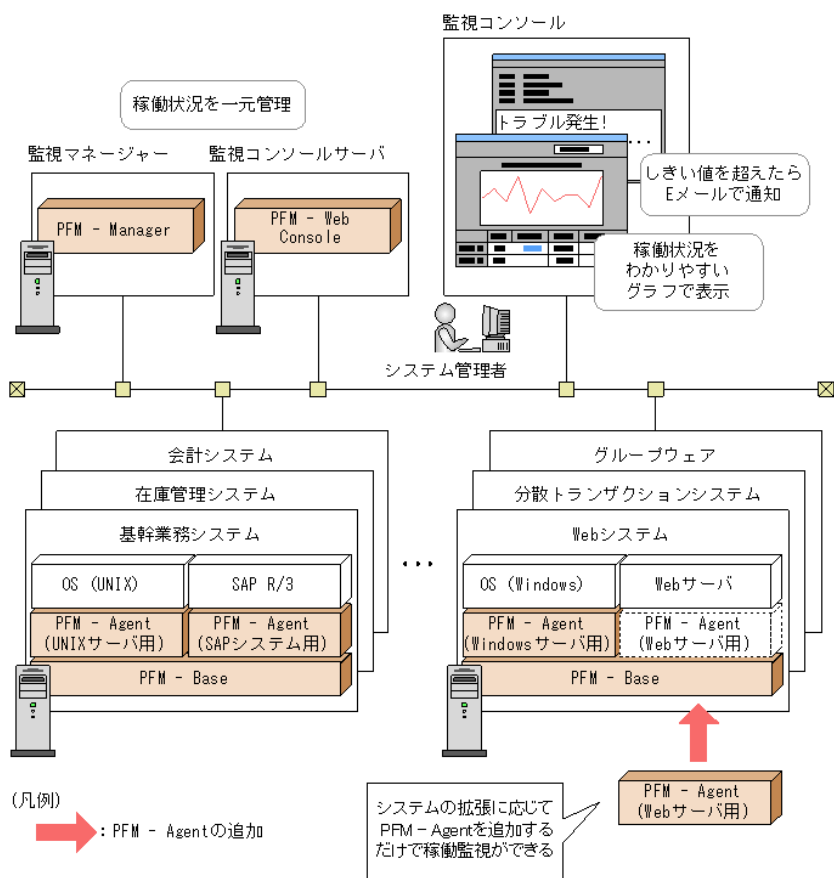 監視コンソール
稼働状況を一元管理
トラブル発生!
...
監視マネージャー
監視コンソールサーバ
しきい値を超えたら
Eメールで通知
PFM - Manager
PFM - Web
Console
稼働状況を
わかりやすい
グラフで表示
システム管理者
会計システム
在庫管理システム
基幹業務システム
OS (UNIX)
SAP R/3
PFM - Agent
(UNIXサーバ用)
PFM - Agent
(SAPシステム用)
PFM - Base
...
グループウェア
分散トランザクションシステム
Webシステム
OS (Windows)
Webサーバ
PFM - Agent
(Windowsサーバ用)
PFM - Agent
(Webサーバ用)
PFM - Base
(凡例)
: PFM - Agentの追加
システムの拡張に応じて
PFM - Agentを追加する
だけで稼働監視ができる
PFM - Agent
(Webサーバ用)